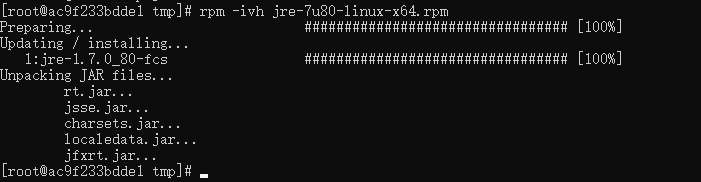 [root@ac9f233bdde1 tmp]# rpm -ivh jre-7u80-linux-x64.rpm
Preparing...                          ################################# [100%]
Updating / installing...
   1:jre-1.7.0_80-fcs                 ################################# [100%]
Unpacking JAR files...
        rt.jar...
        jsse.jar...
        charsets.jar...
        localedata.jar...
        jfxrt.jar...
[root@ac9f233bdde1 tmp]#